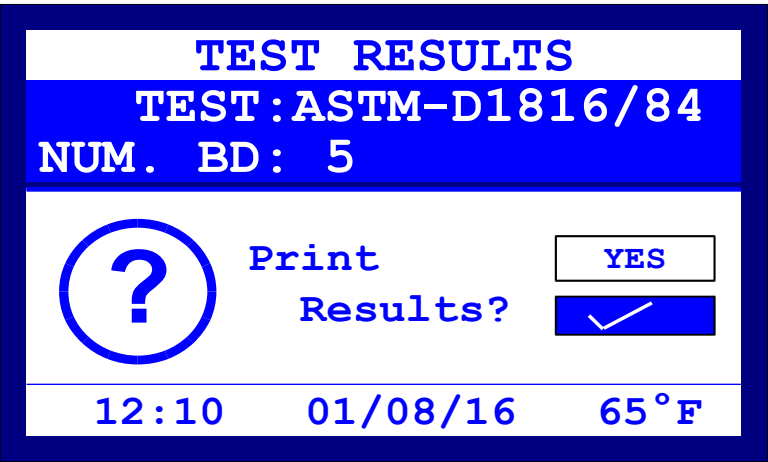 TEST RESULTS
TEST:ASTM-D1816/84
NUM. BD: 5
?
Print
YES
Results?
12:10 01/08/16 65°F